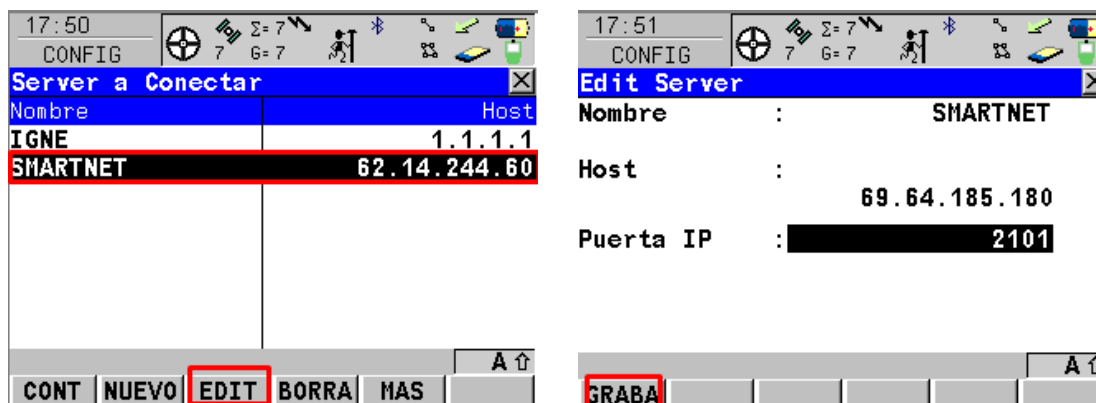 17:50
CONFIG
7
Σ= 7
G= 7
Server a Conectar
Nombre Host
IGNE 1.1.1.1
SMARTNET 62.14.244.60
A
CONT NUEVO EDIT BORRA MAS
17:51
CONFIG
7
Σ= 7
G= 7
Edit Server
Nombre : SMARTNET
Host :
69.64.185.180
Puerta IP : 2101
A
GRABA